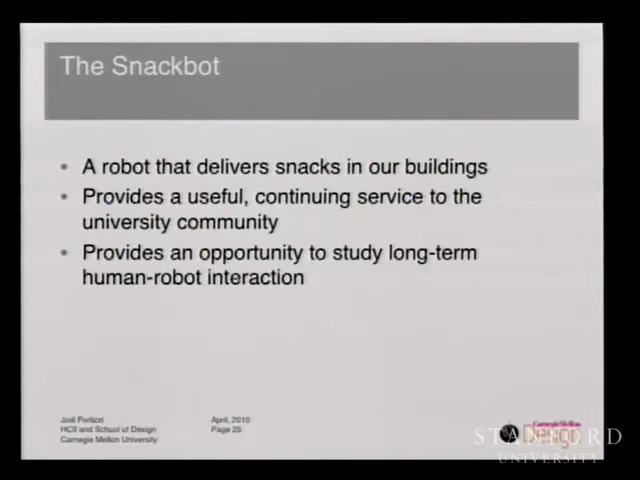 The Snackbot
• A robot that delivers snacks in our buildings
• Provides a useful, continuing service to the
university community
• Provides an opportunity to study long-term
human-robot interaction
Jodi Forlizzi
HCII and School of Design
Carnegie Mellon University
April, 2010
Page 25
Carnegie Mellon
Design
STANFORD
UNIVERSITY